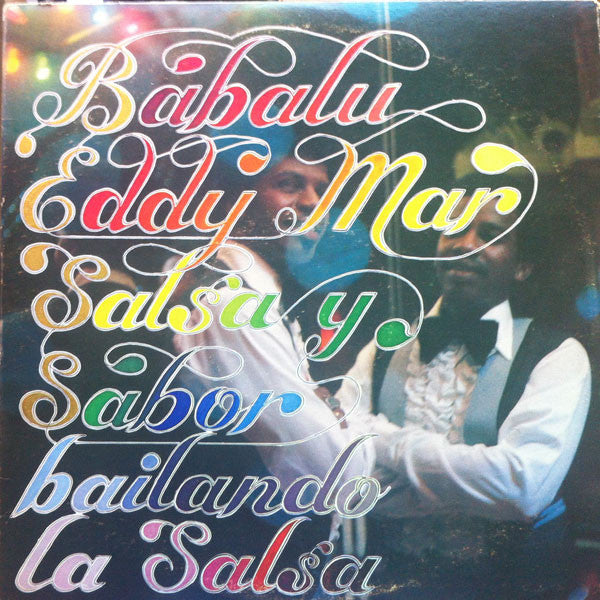 Babalu
Eddy Mar
Salsa y
Sabor
bailando
la Salsa